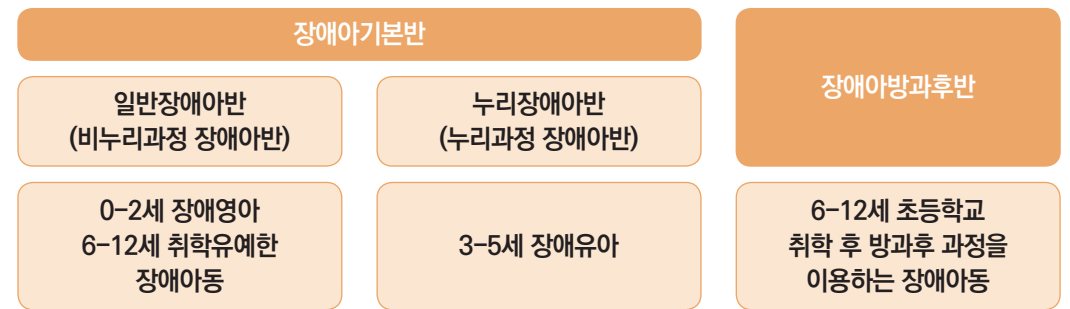 장애아기본반
장애아방과후반
일반장애아반
(비누리과정 장애아반)
누리장애아반
(누리과정 장애아반)
0-2세 장애영아
6-12세 취학유예한
장애아동
3-5세 장애유아
6-12세 초등학교
취학 후 방과후 과정을
이용하는 장애아동